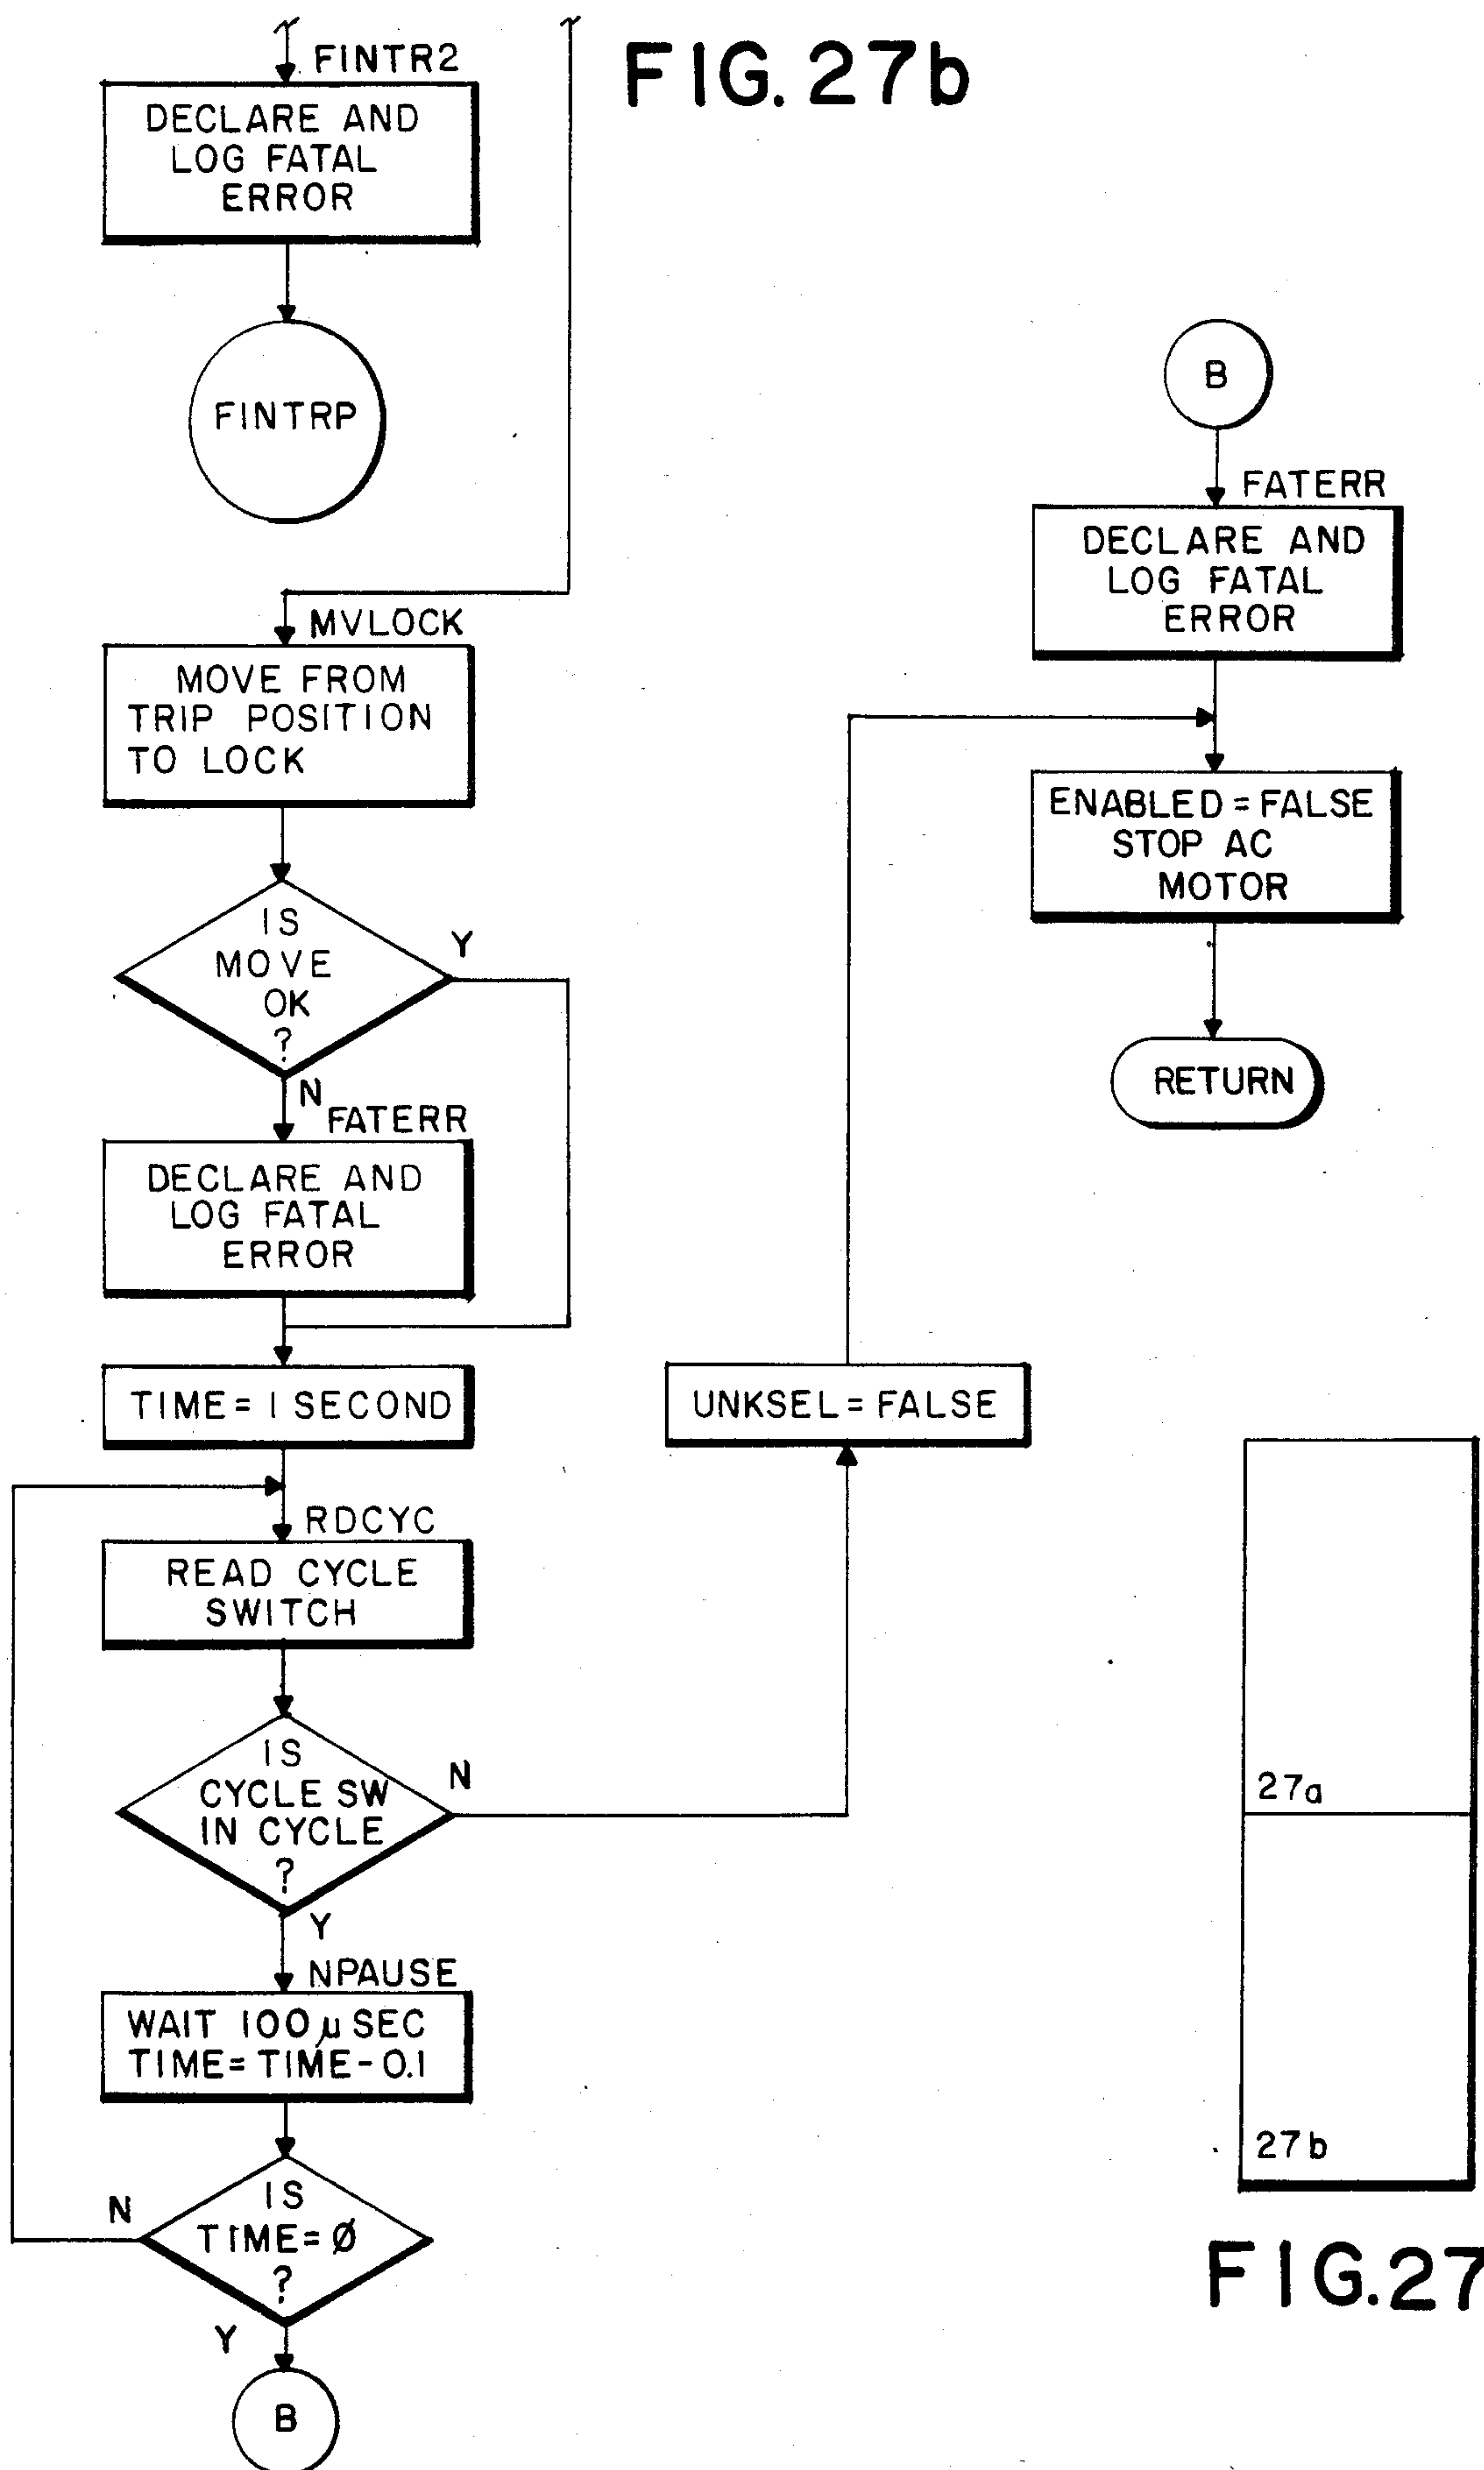 FIG. 27b
FINTR2
DECLARE AND
LOG FATAL
ERROR
FINTRP
MVLOCK
MOVE FROM
TRIP POSITION
TO LOCK
IS
MOVE
OK
?
Y
N
FATERR
DECLARE AND
LOG FATAL
ERROR
TIME = 1 SECOND
RDCYC
READ CYCLE
SWITCH
IS
CYCLE SW
IN CYCLE
?
N
Y
NPAUSE
WAIT 100 µ SEC
TIME = TIME - 0.1
IS
TIME = Ø
?
N
Y
B
UNKSEL = FALSE
B
FATERR
DECLARE AND
LOG FATAL
ERROR
ENABLED = FALSE
STOP AC
MOTOR
RETURN
27a
27b
FIG. 27